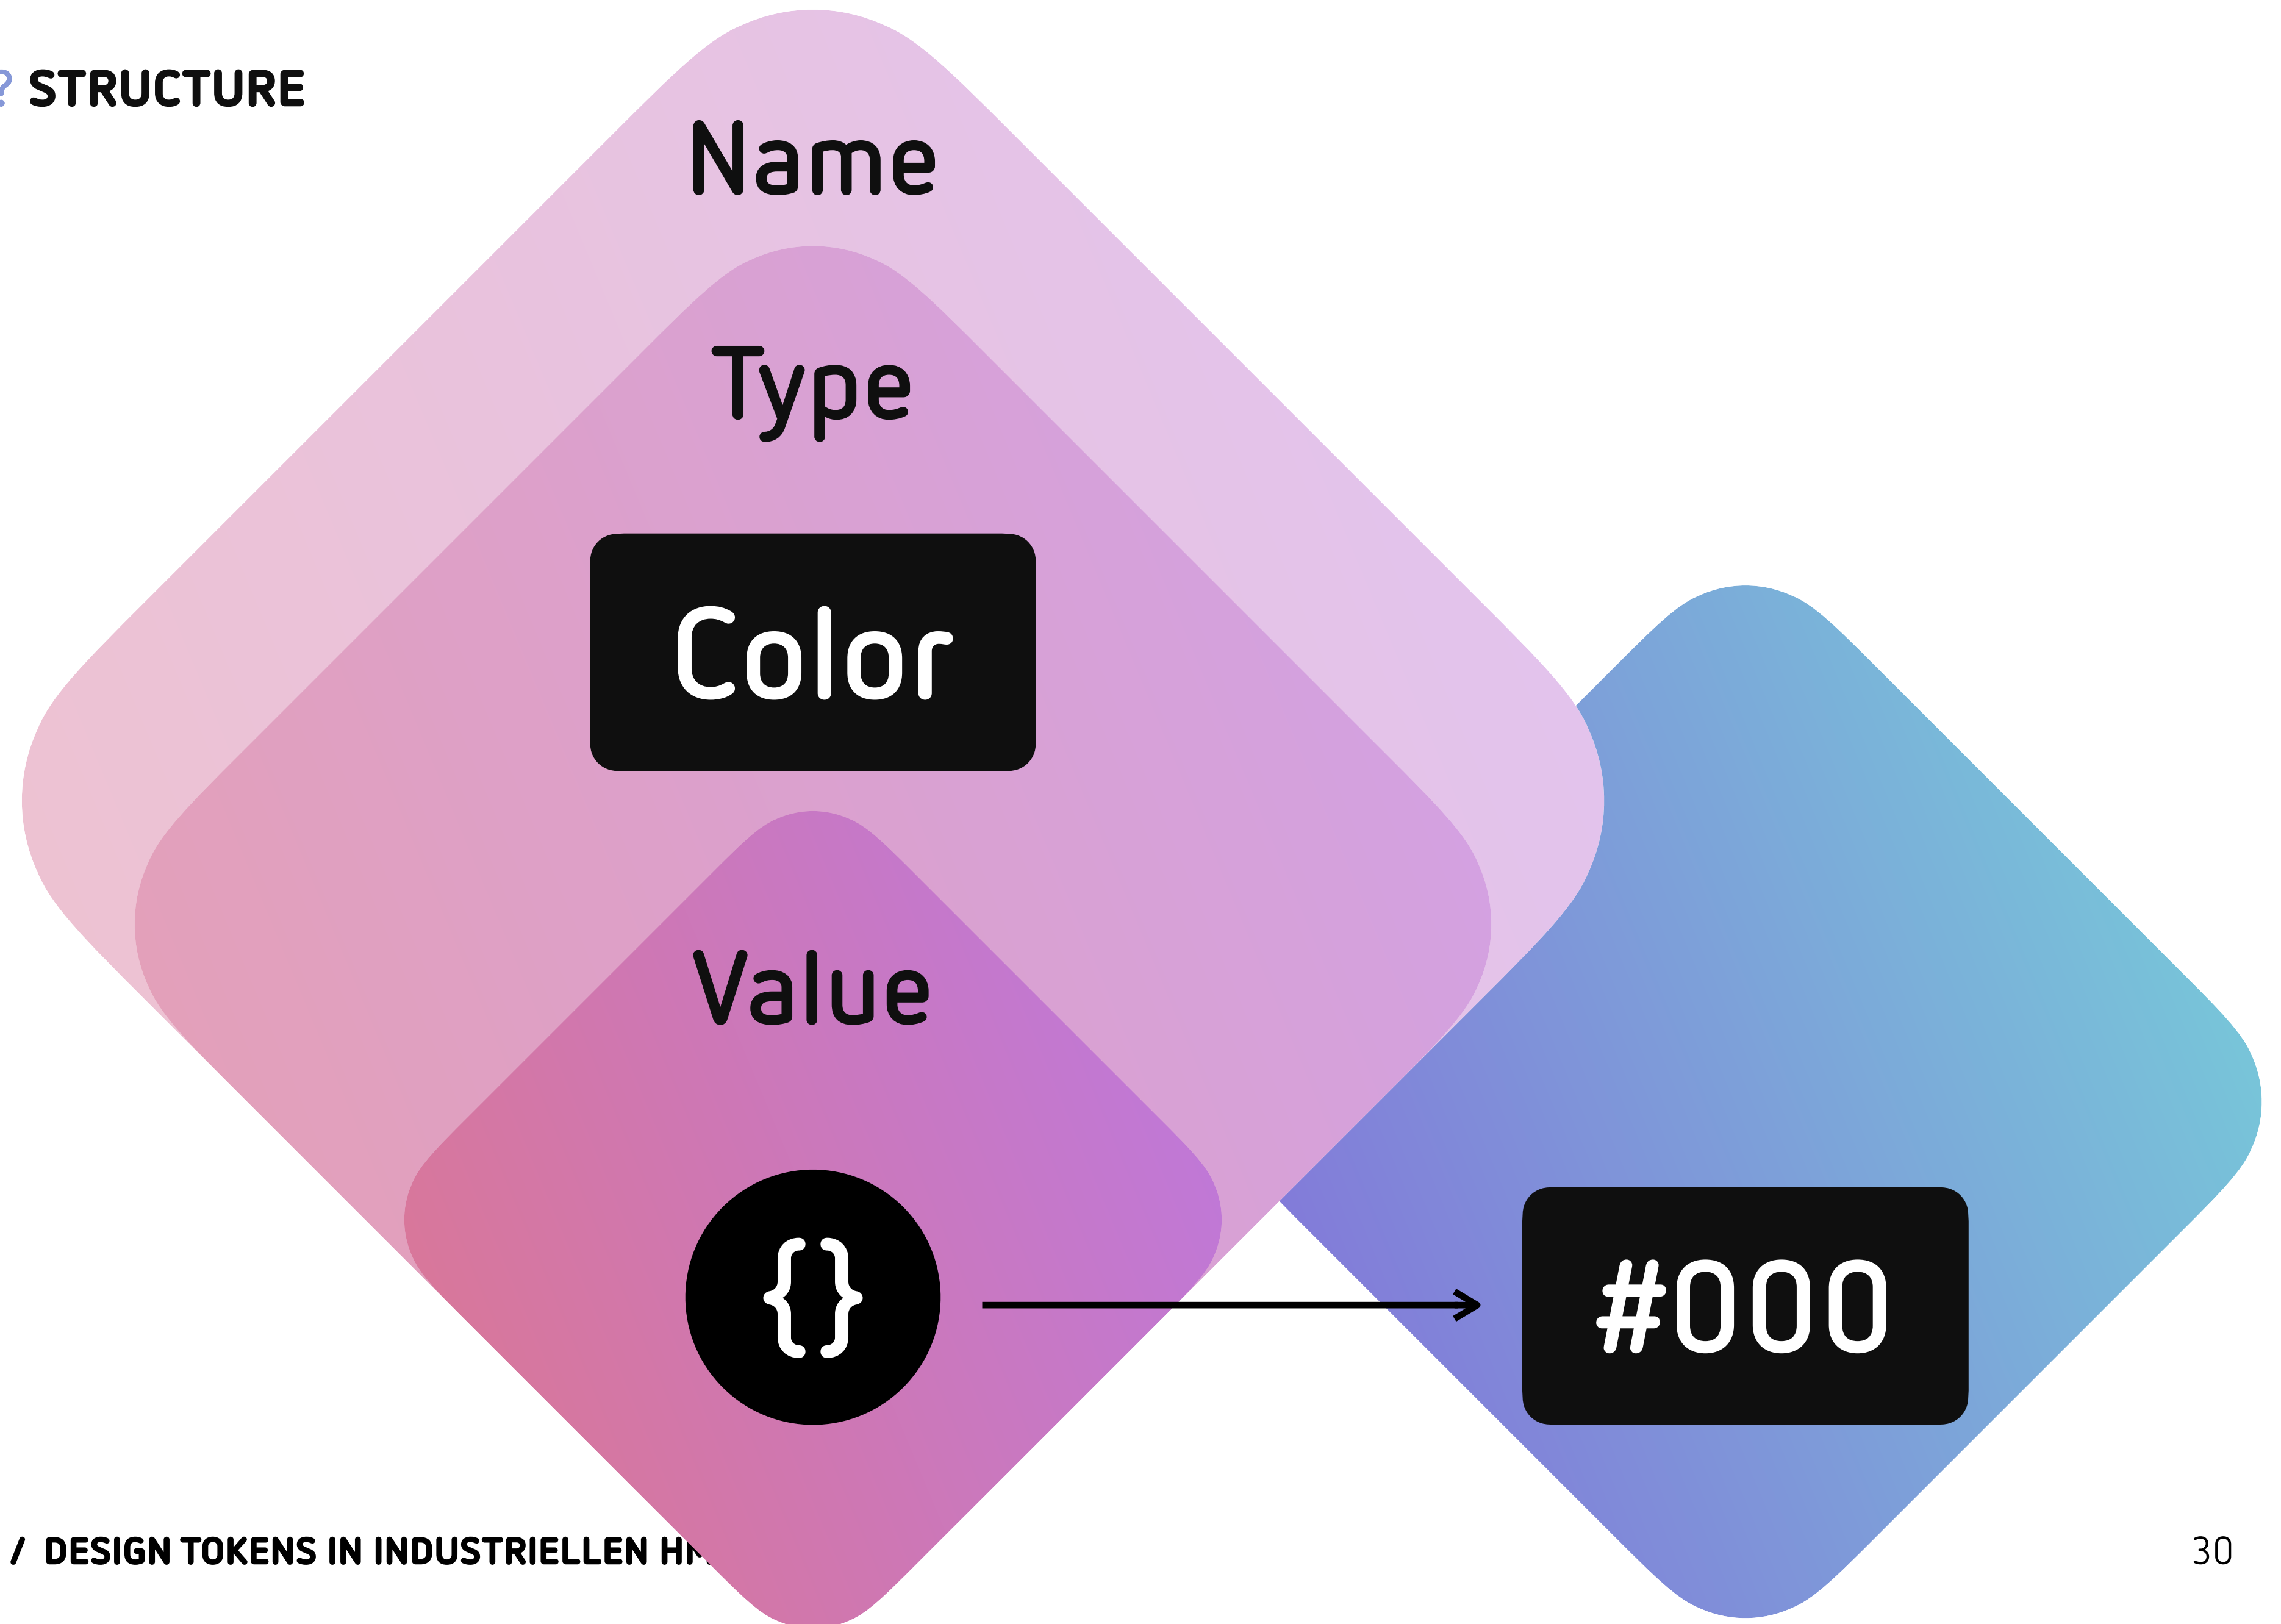 ? STRUCTURE
Name
Type
Color
Value
{}
#000
/ DESIGN TOKENS IN INDUSTRIELLEN
30